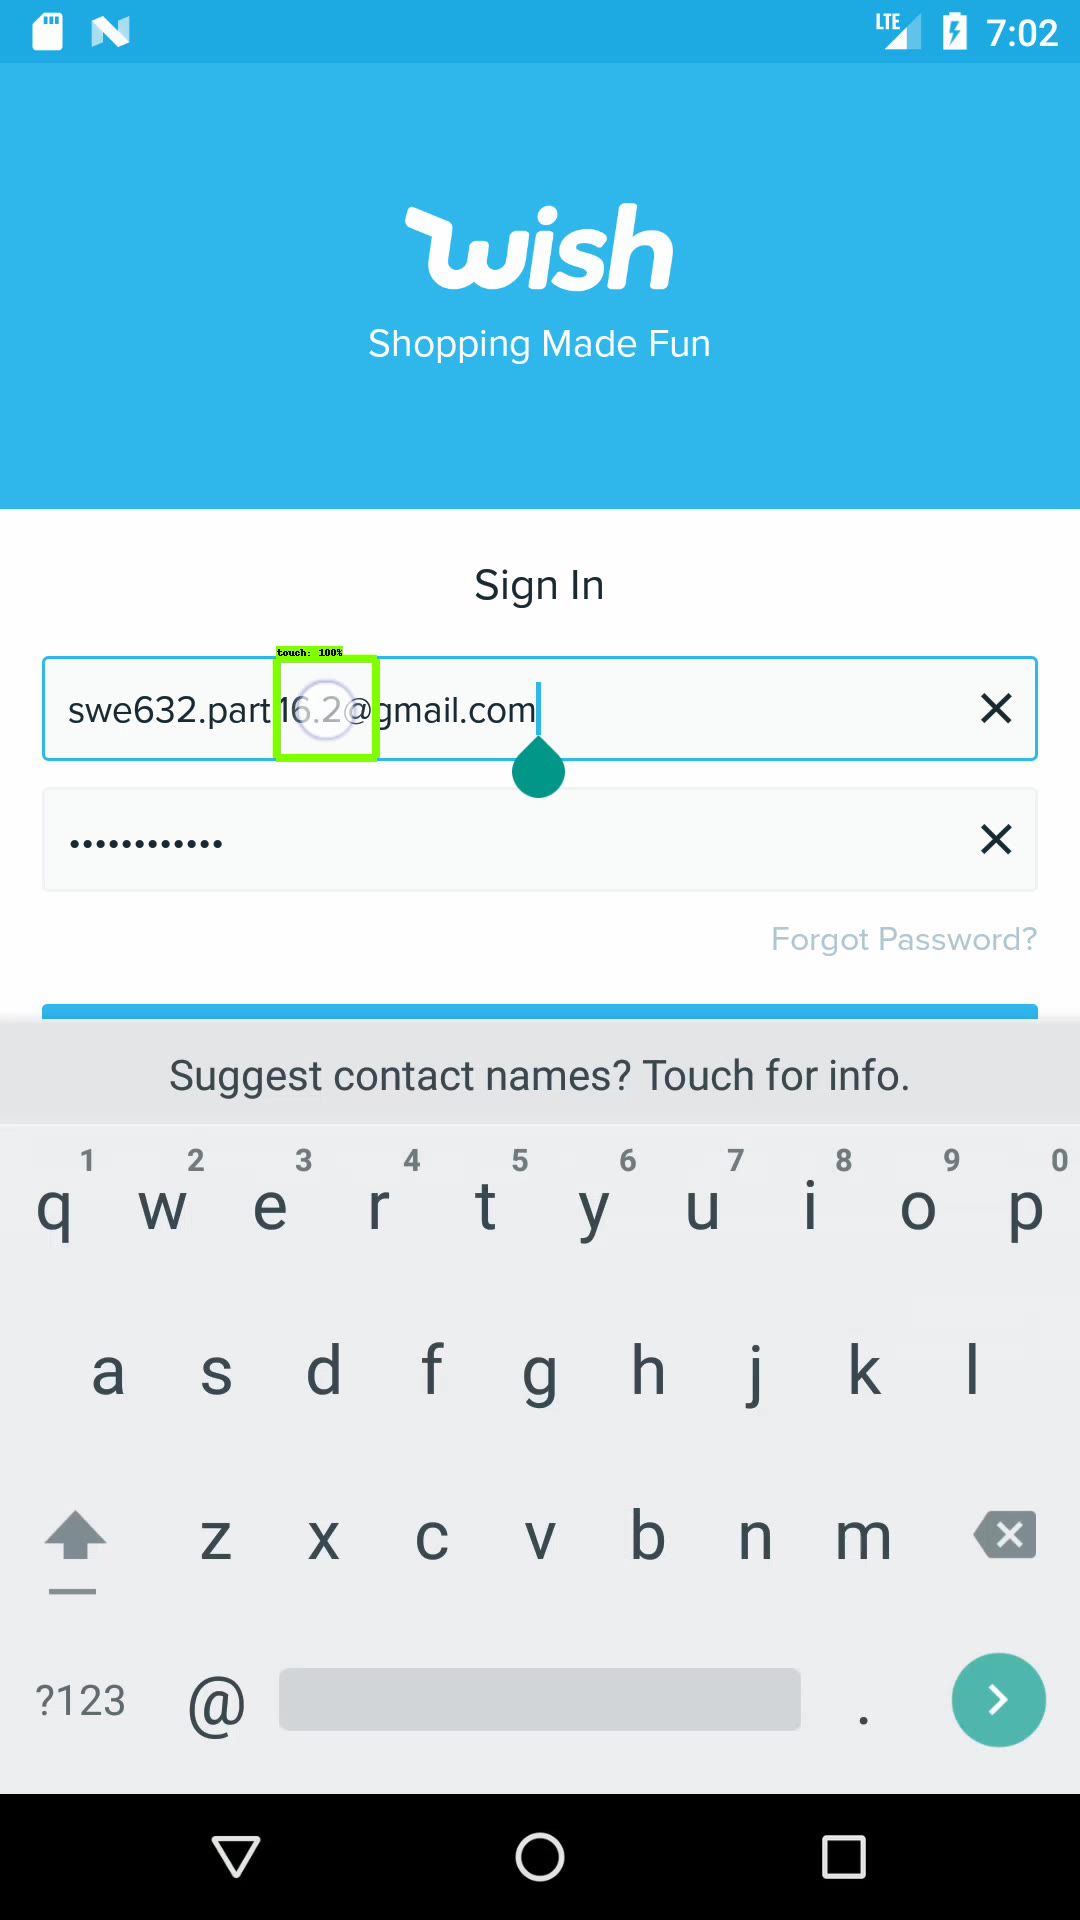 LTE 7:02
wish
Shopping Made Fun
Sign In
touch: 100%
swe632.part16.2@gmail.com
••••••••••••
Forgot Password?
Suggest contact names? Touch for info.
1 2 3 4 5 6 7 8 9 0
q w e r t y u i o p
a s d f g h j k l
z x c v b n m
?123 @ .